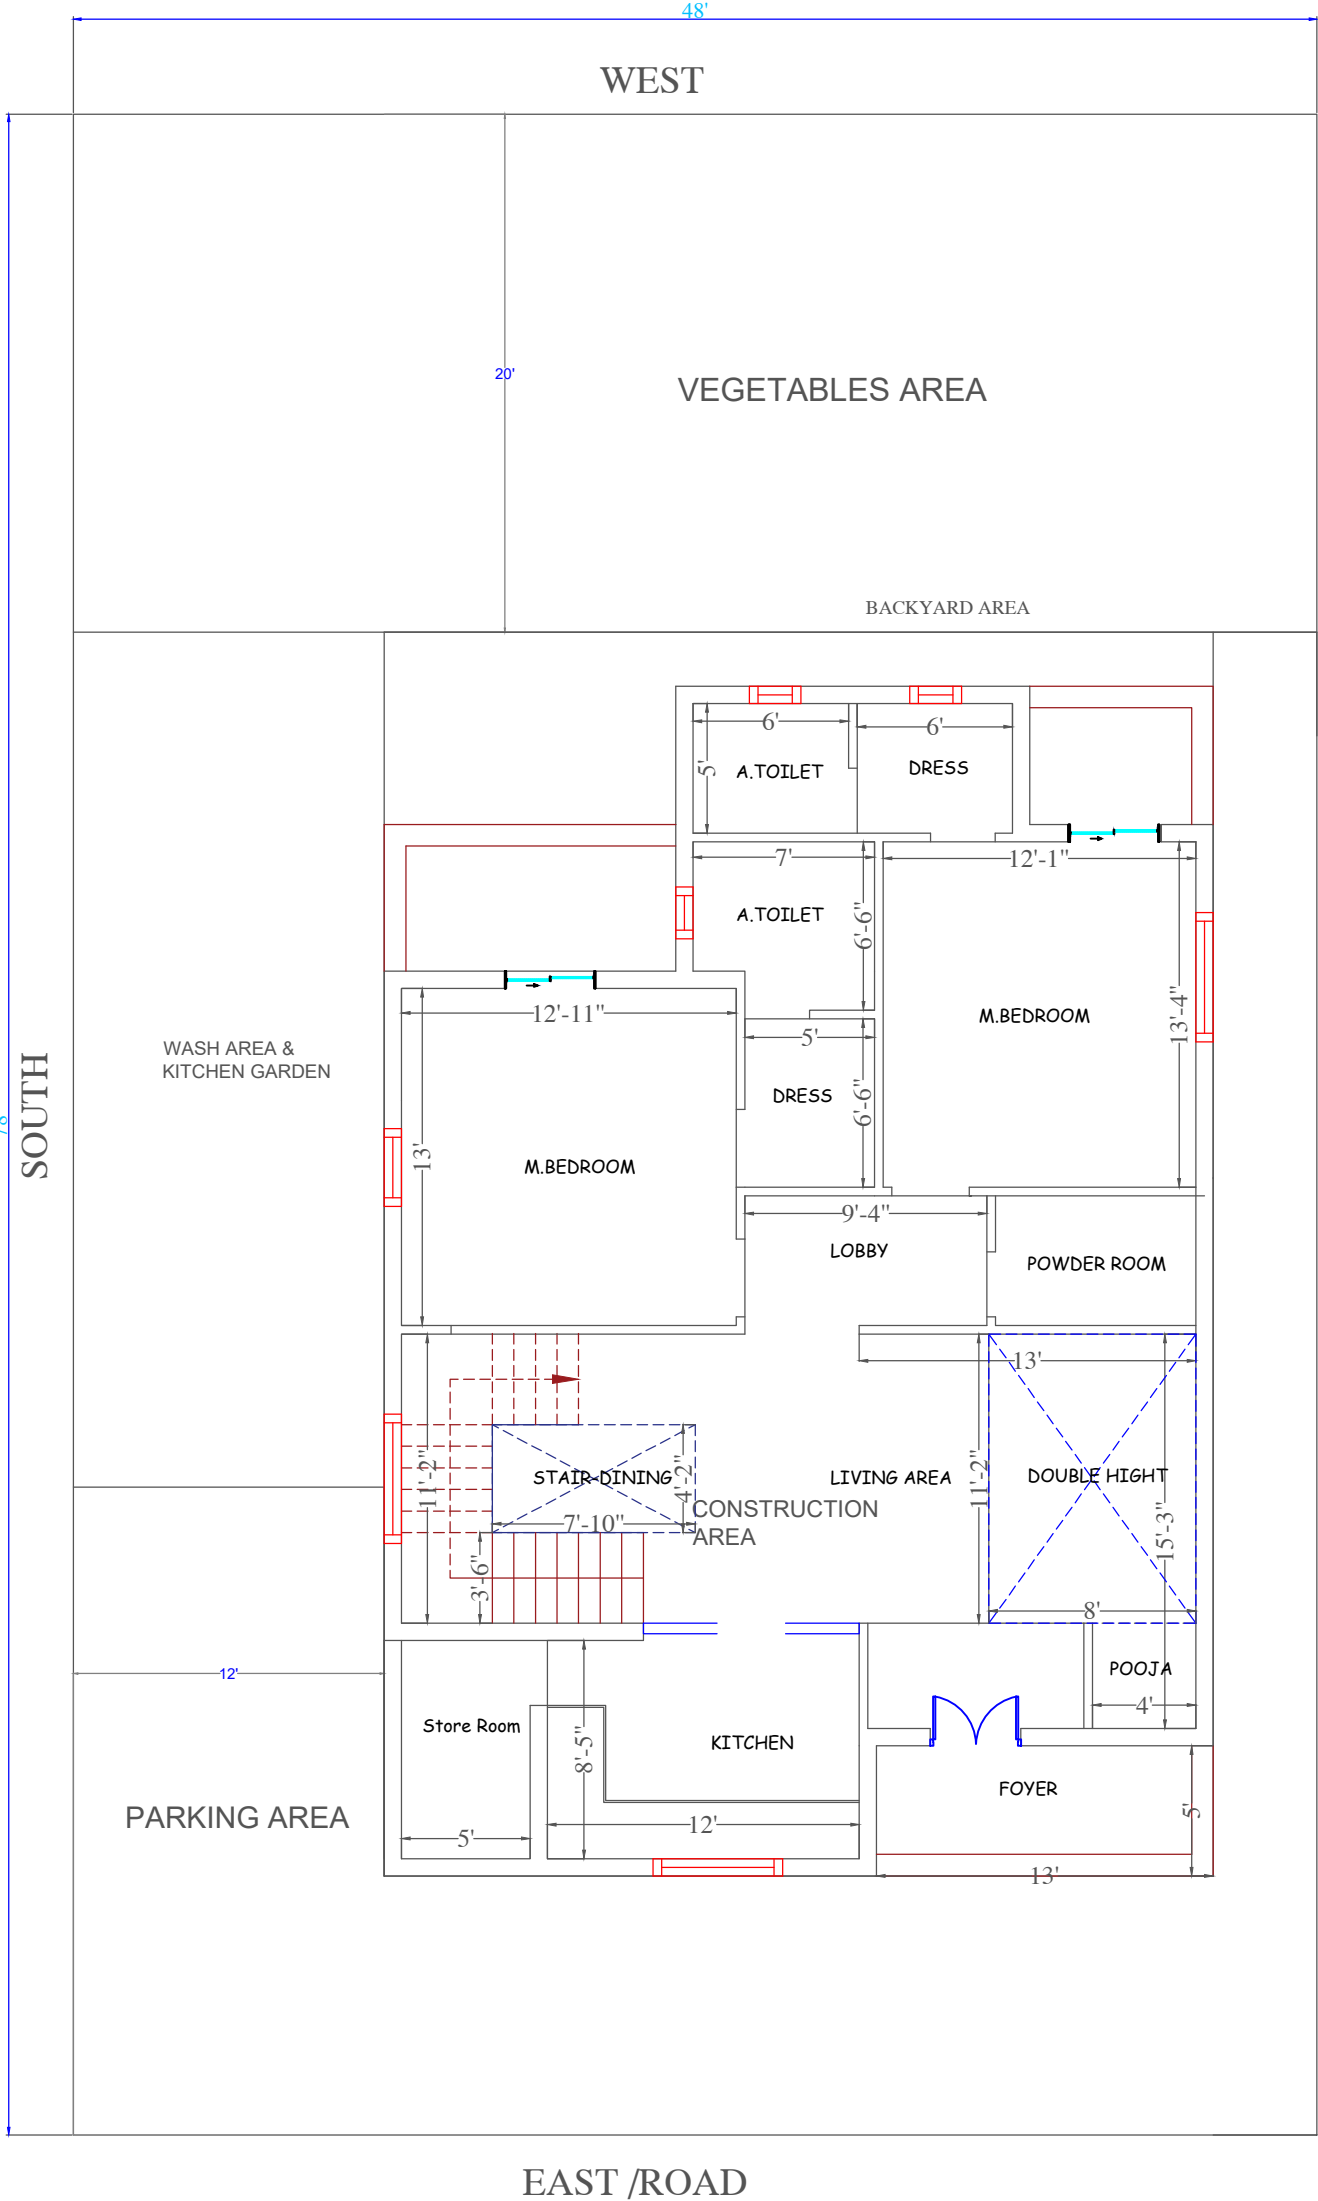 48'
WEST
20'
VEGETABLES AREA
BACKYARD AREA
6'
6'
5'
A.TOILET
DRESS
7'
12'-1"
A.TOILET
6'-6"
12'-11"
M.BEDROOM
13'-4"
5'
WASH AREA &
KITCHEN GARDEN
SOUTH
78'
DRESS
6'-6"
13'
M.BEDROOM
9'-4"
LOBBY
POWDER ROOM
13'
11'-2"
STAIR-DINING
4'-2"
LIVING AREA
11'-2"
DOUBLE HIGHT
CONSTRUCTION
AREA
7'-10"
15'-3"
3'-6"
8'
12'
POOJA
4'
Store Room
KITCHEN
8'-5"
FOYER
PARKING AREA
5'
12'
5'
13'
EAST /ROAD